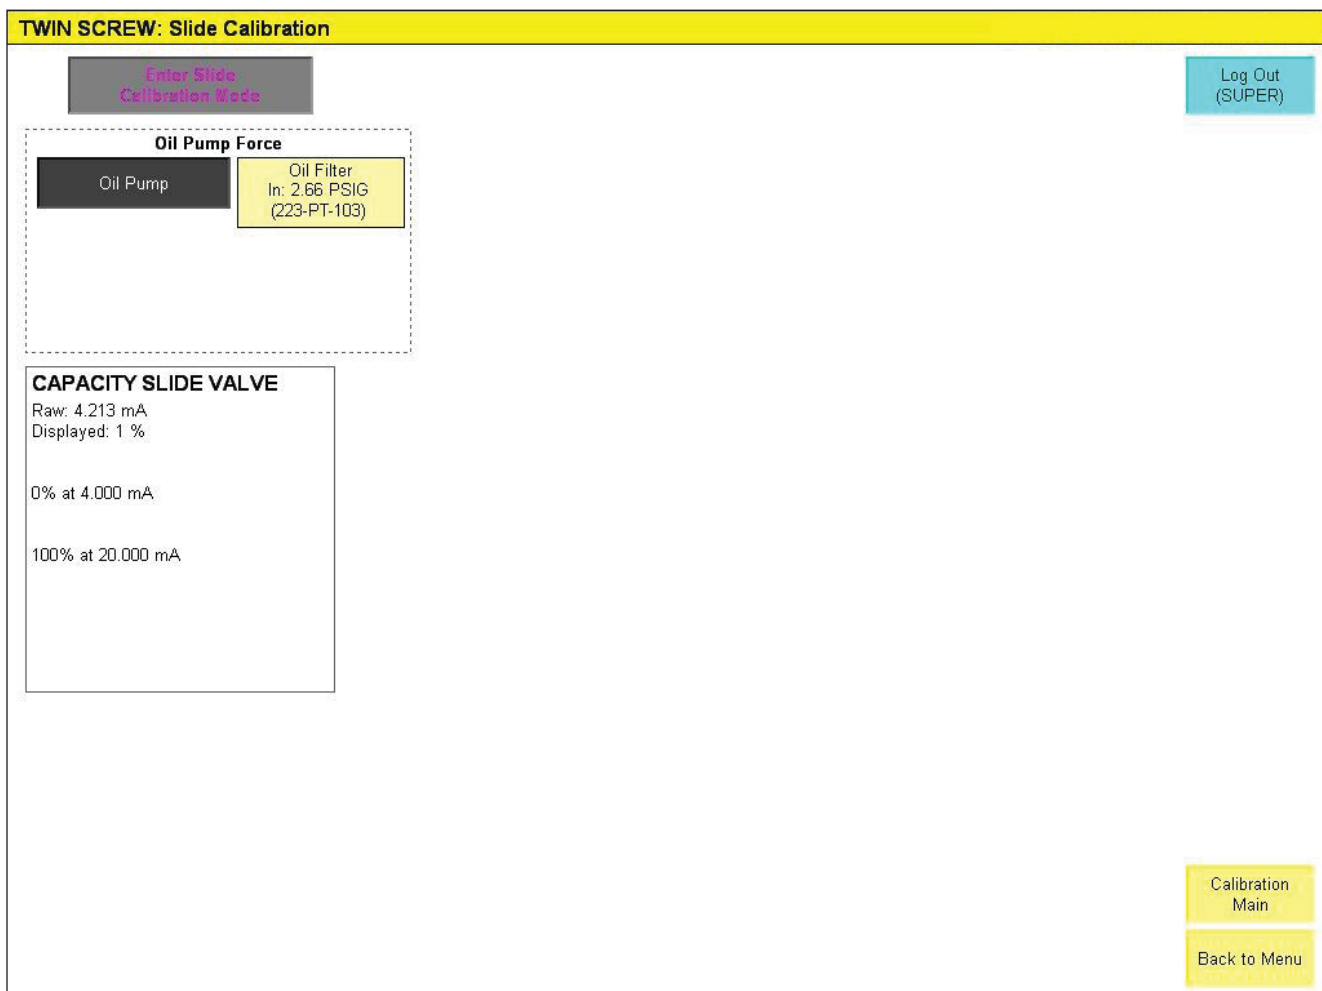 TWIN SCREW: Slide Calibration
Enter Slide
Calibration Mode
Log Out
(SUPER)
Oil Pump Force
Oil Pump
Oil Filter
In: 2.66 PSIG
(223-PT-103)
CAPACITY SLIDE VALVE
Raw: 4.213 mA
Displayed: 1 %
0% at 4.000 mA
100% at 20.000 mA
Calibration
Main
Back to Menu